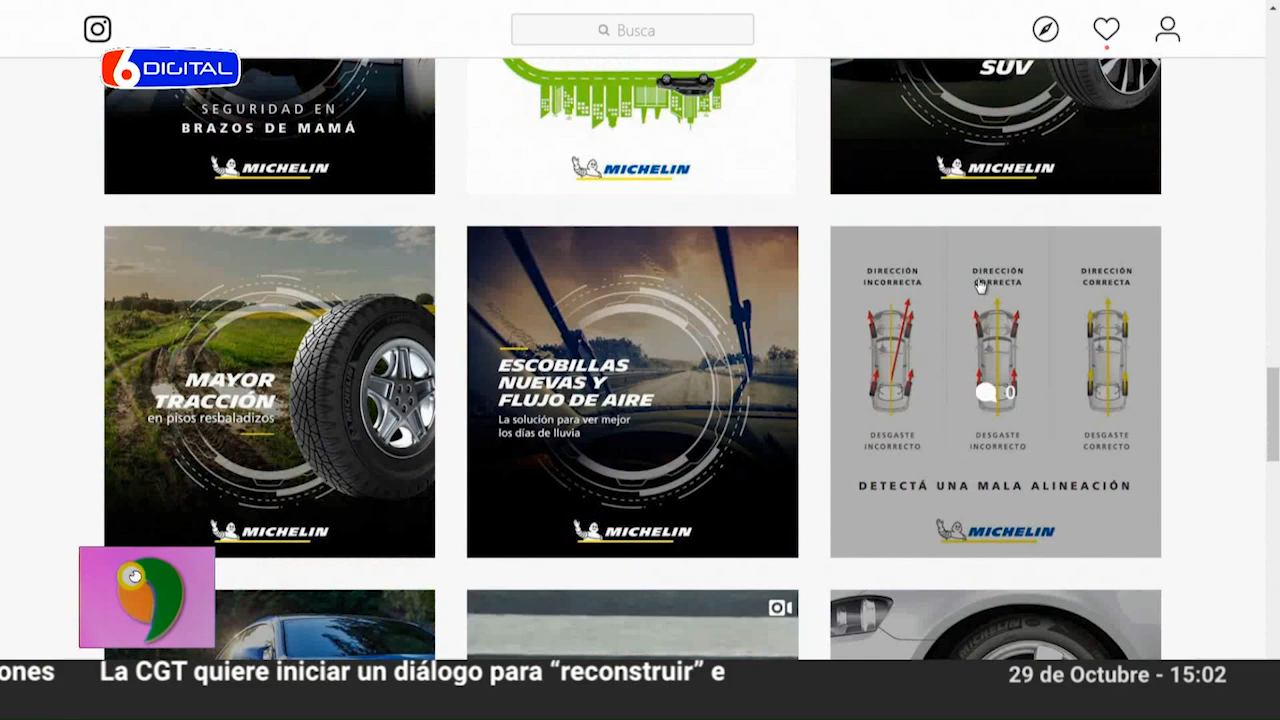 Busca
6 DIGITAL
SEGURIDAD EN
BRAZOS DE MAMÁ
MICHELIN
MICHELIN
SUV
MICHELIN
MAYOR
TRACCIÓN
en pisos resbaladizos
MICHELIN
ESCOBILLAS
NUEVAS Y
FLUJO DE AIRE
La solución para ver mejor
los días de lluvia
MICHELIN
DIRECCIÓN
INCORRECTA
DIRECCIÓN
DIRECCIÓN
CORRECTA
0
DESGASTE
INCORRECTO
DESGASTE
INCORRECTO
DESGASTE
CORRECTO
DETECTÁ UNA MALA ALINEACIÓN
MICHELIN
MICHELIN
ones La CGT quiere iniciar un diálogo para “reconstruir” e
29 de Octubre - 15:02